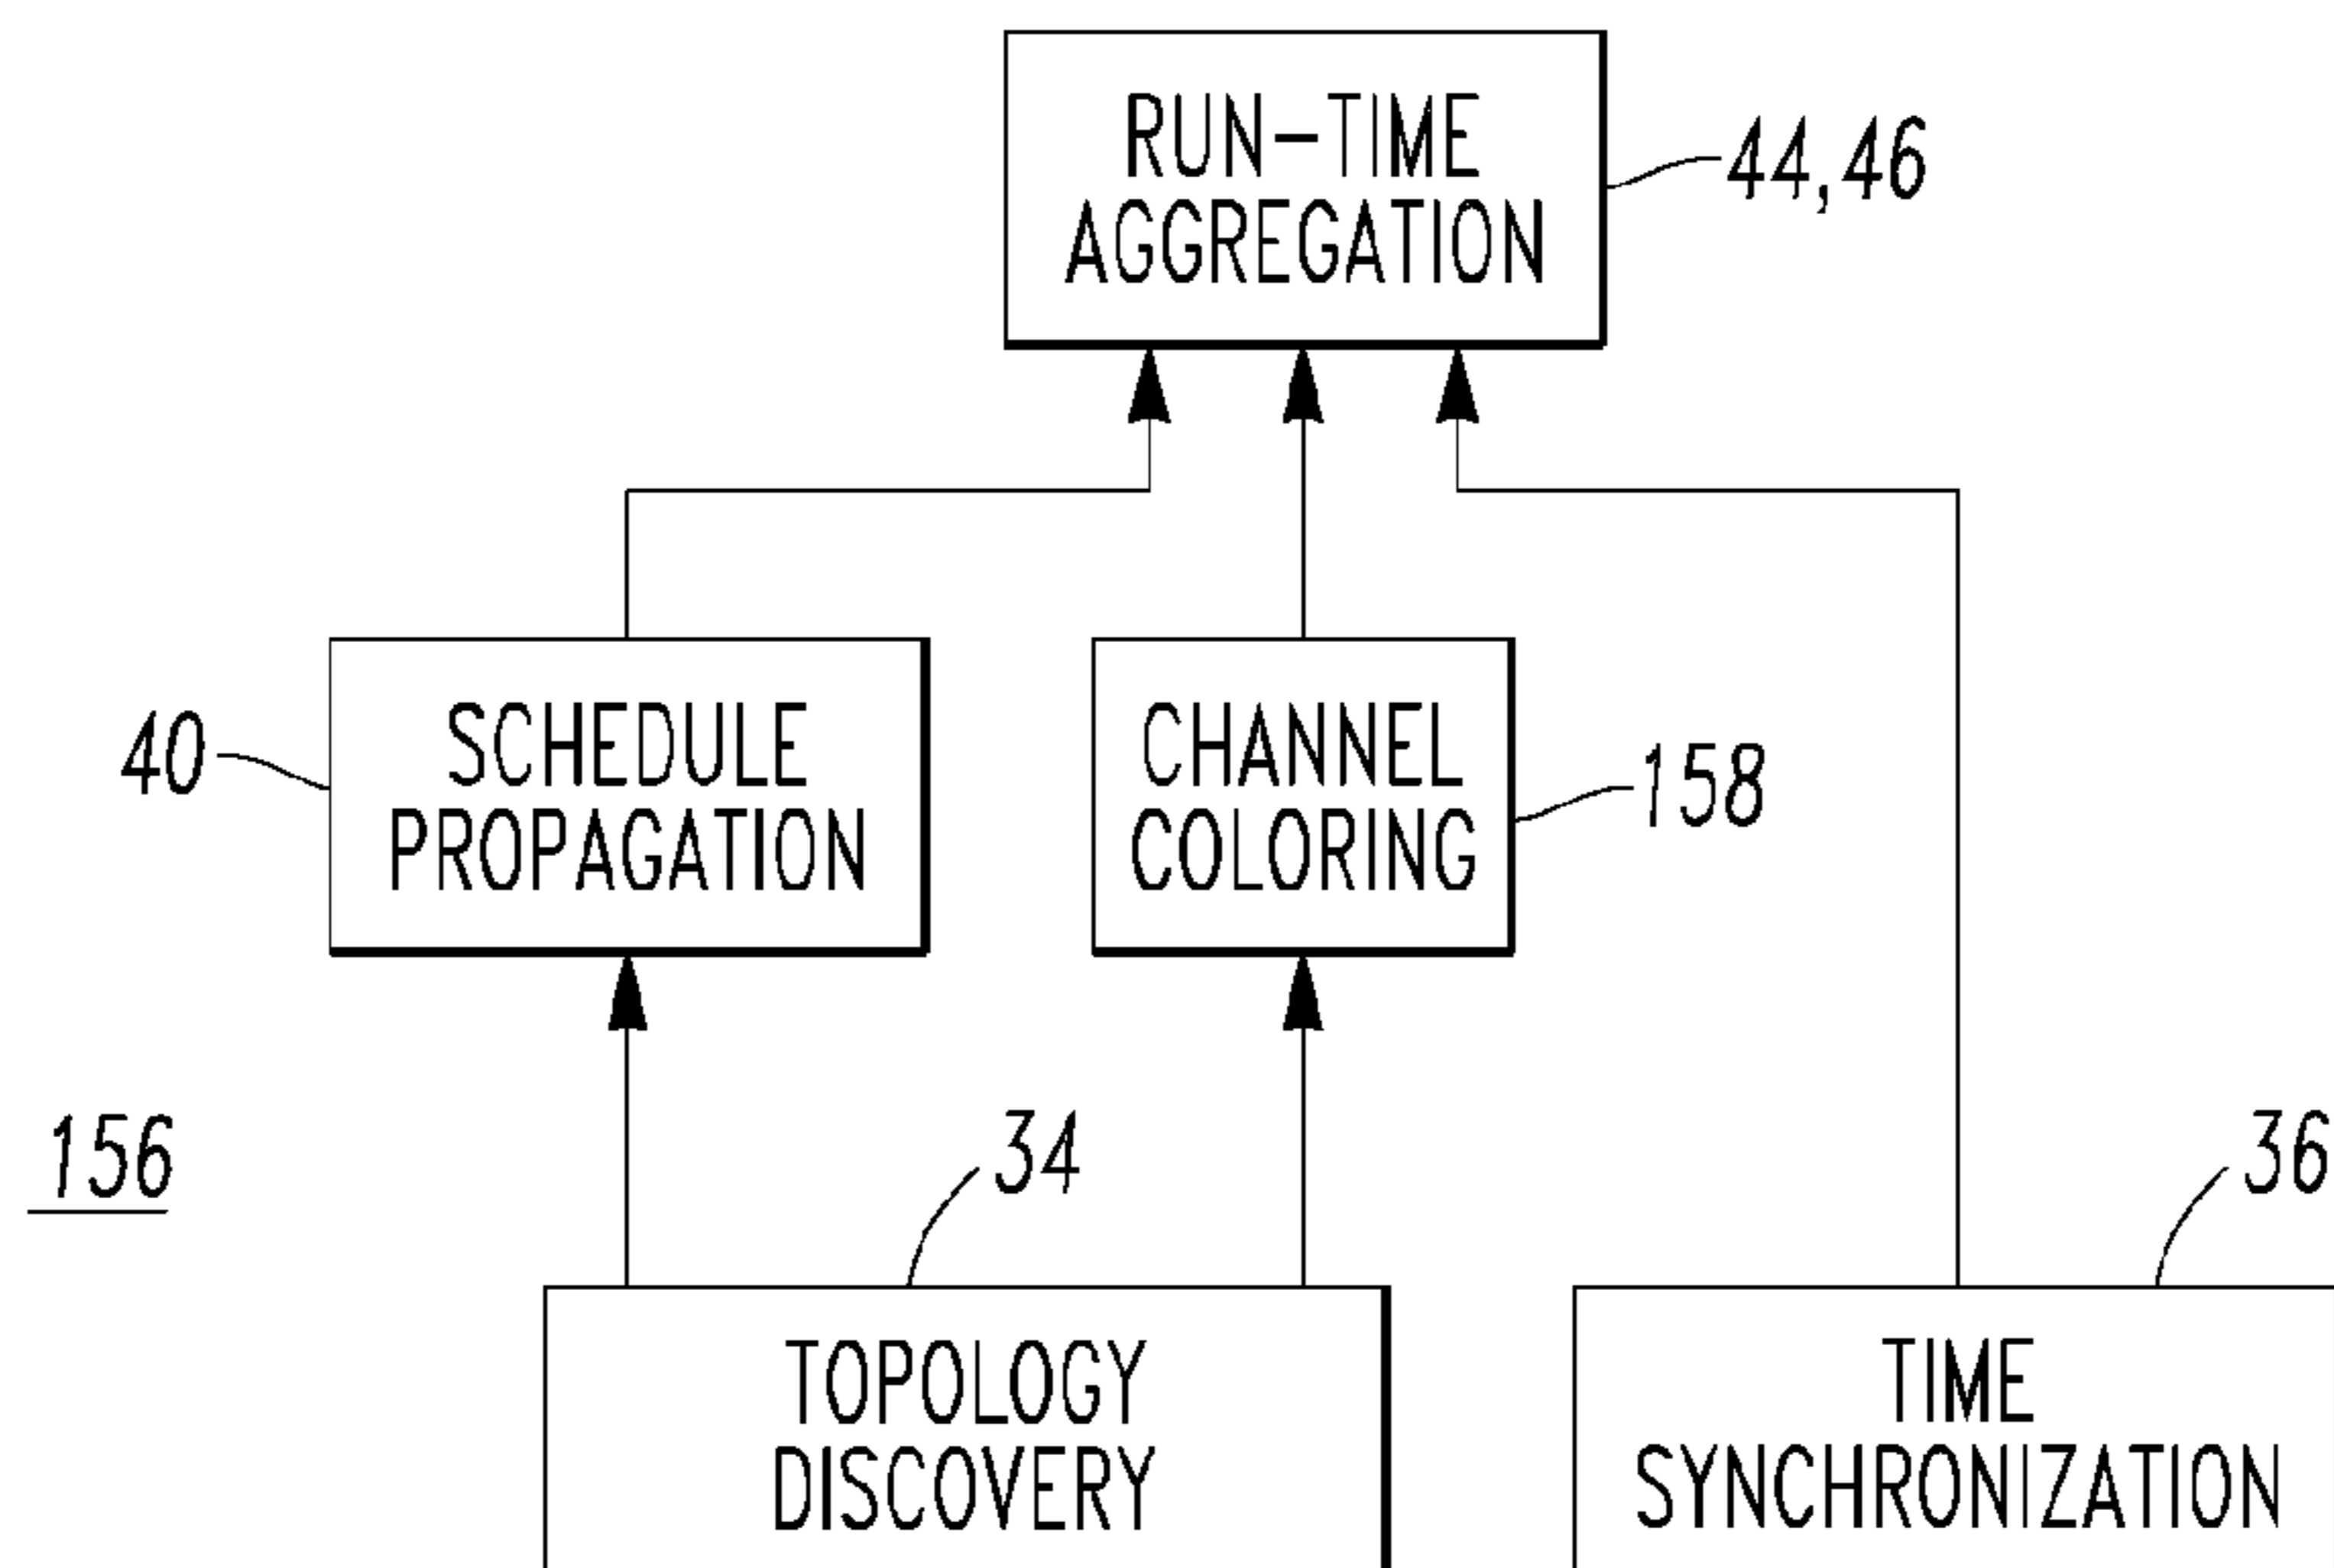 RUN-TIME
AGGREGATION
44,46
SCHEDULE
PROPAGATION
40
CHANNEL
COLORING
158
156
34
36
TOPOLOGY
DISCOVERY
TIME
SYNCHRONIZATION